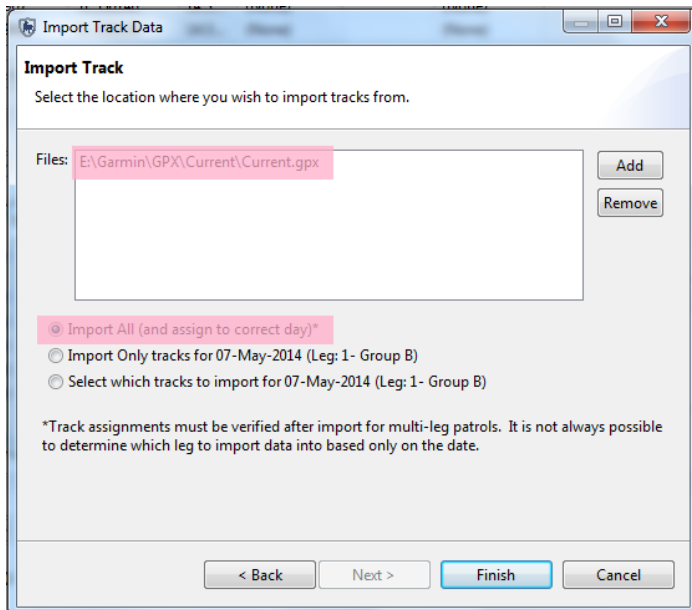 Import Track Data
Import Track
Select the location where you wish to import tracks from.
Files: E:\Garmin\GPX\Current\Current.gpx
Add
Remove
Import All (and assign to correct day)*
Import Only tracks for 07-May-2014 (Leg: 1- Group B)
Select which tracks to import for 07-May-2014 (Leg: 1- Group B)
*Track assignments must be verified after import for multi-leg patrols.  It is not always possible
to determine which leg to import data into based only on the date.
< Back Next > Finish Cancel